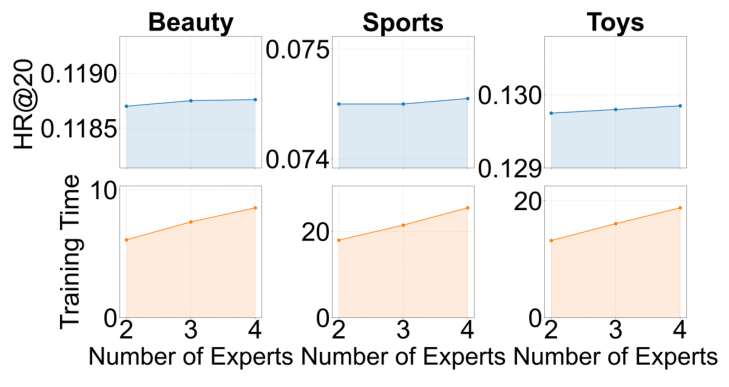 Beauty Sports Toys
HR@20
0.1190
0.1185
0.075
0.074
0.130
0.129
Training Time
10
0
20
0
20
0
2 3 4 2 3 4 2 3 4
Number of Experts Number of Experts Number of Experts